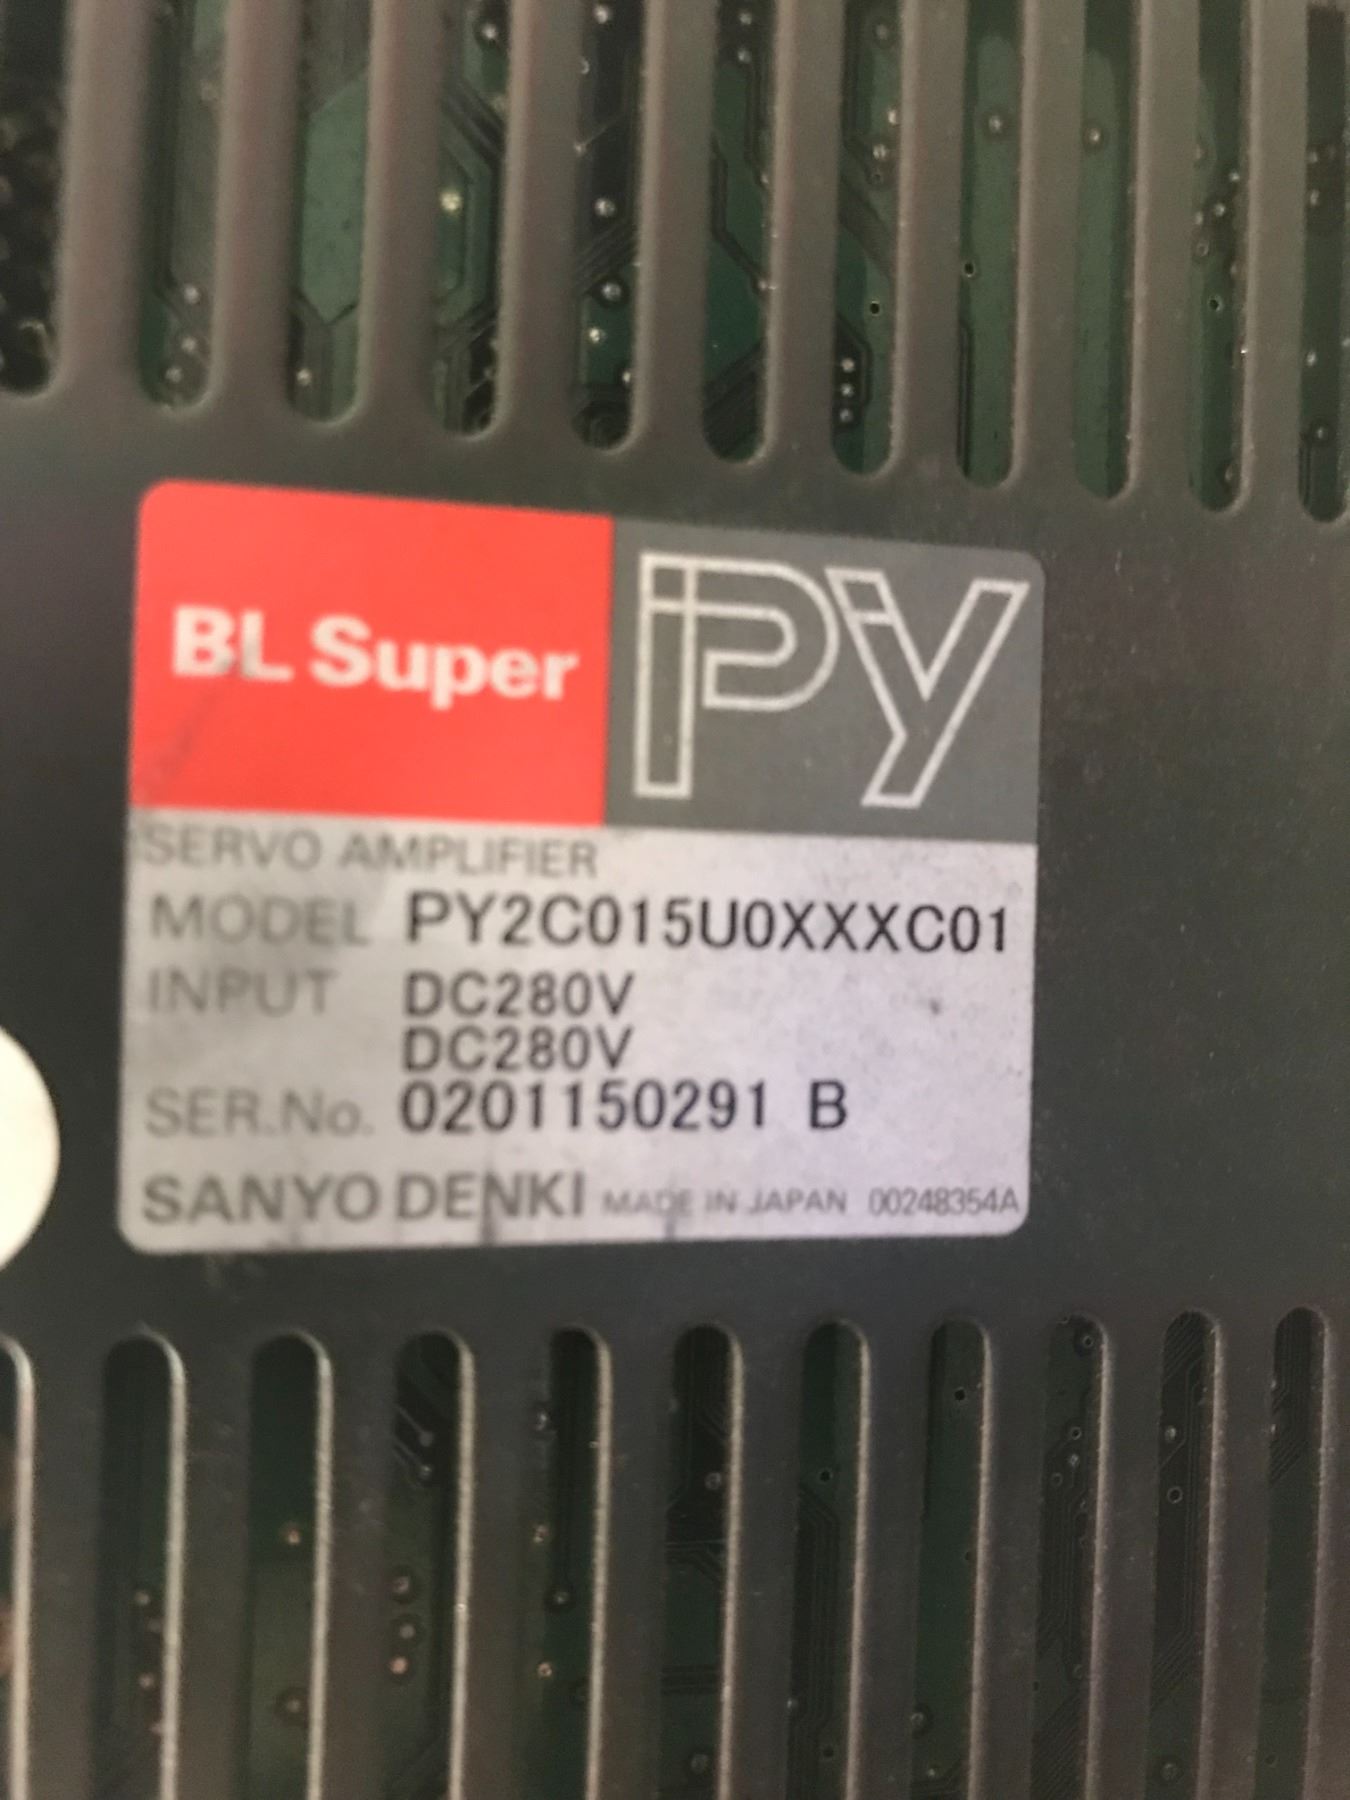 BL Super PY
SERVO AMPLIFIER
MODEL PY2C015U0XXXC01
INPUT DC280V
DC280V
SER.No. 0201150291 B
SANYO DENKI MADE IN JAPAN 00248354A